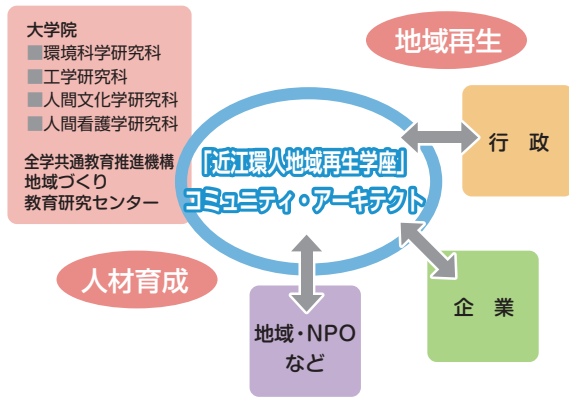 大学院
■環境科学研究科
■工学研究科
■人間文化学研究科
■人間看護学研究科
全学共通教育推進機構
地域づくり
教育研究センター
地域再生
行 政
「近江環人地域再生学座」
コミュニティ・アーキテクト
人材育成
地域・NPO
など
企 業